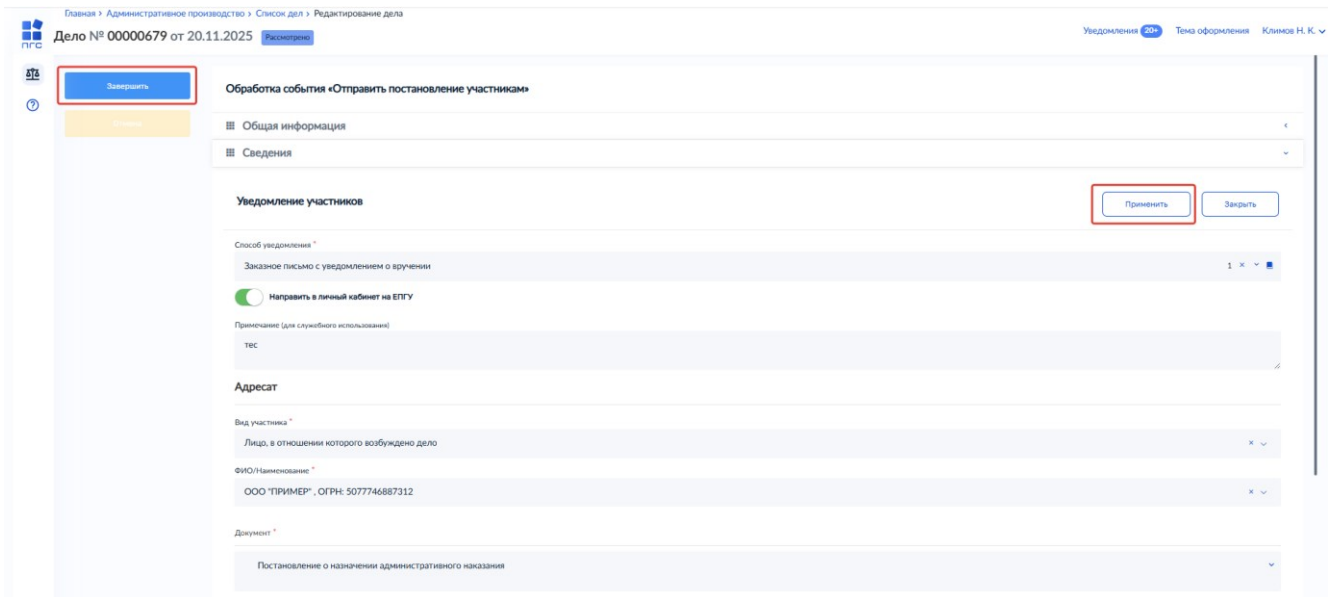 Главная > Административное производство > Список дел > Редактирование дела
ПГС
Дело № 00000679 от 20.11.2025 Рассмотрено
Уведомления 20+ Тема оформления Климов Н. К.
Завершить
Обработка события «Отправить постановление участникам»
Общая информация
Сведения
Уведомление участников
Применить
Закрыть
Способ уведомления *
Заказное письмо с уведомлением о вручении 1 ×
Направить в личный кабинет на ЕПГУ
Примечание (для служебного использования)
тес
Адресат
Вид участника *
Лицо, в отношении которого возбуждено дело ×
ФИО/Наименование *
ООО "ПРИМЕР" , ОГРН: 5077746887312 ×
Документ *
Постановление о назначении административного наказания